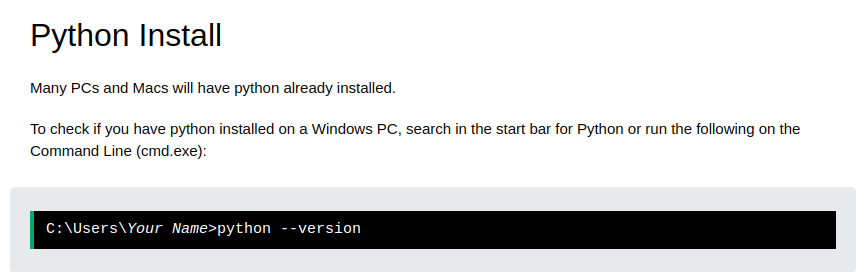 Python Install
Many PCs and Macs will have python already installed.
To check if you have python installed on a Windows PC, search in the start bar for Python or run the following on the
Command Line (cmd.exe):
C:\Users\Your Name>python --version